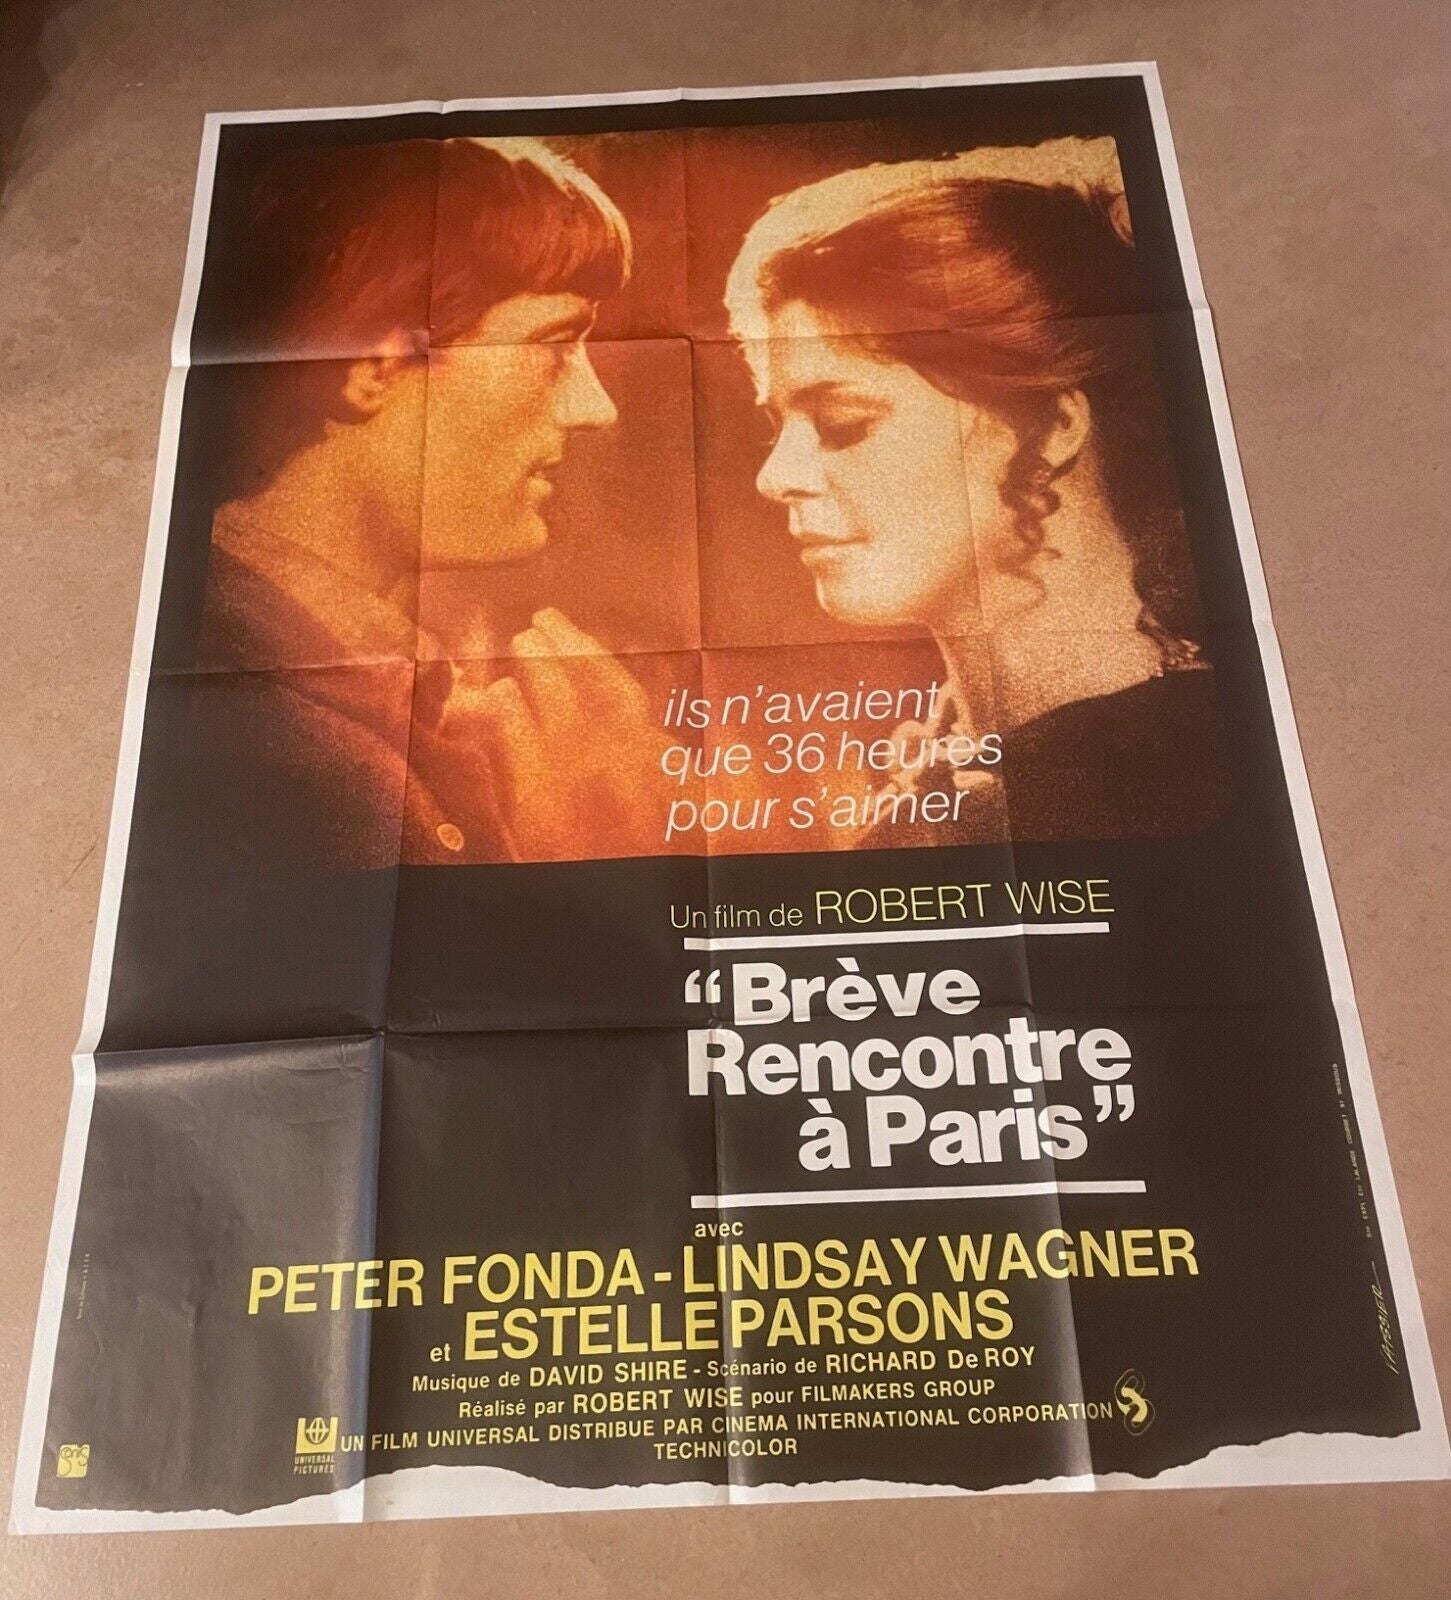 ils n'avaient
que 36 heures
pour s'aimer
Un film de ROBERT WISE
"Brève
Rencontre
à Paris"
avec
PETER FONDA - LINDSAY WAGNER
et ESTELLE PARSONS
Musique de DAVID SHIRE - Scénario de RICHARD De ROY
Réalisé par ROBERT WISE pour FILMAKERS GROUP
UN FILM UNIVERSAL DISTRIBUE PAR CINEMA INTERNATIONAL CORPORATION
TECHNICOLOR
UNIVERSAL
PICTURES
SONIS
VAISSIER